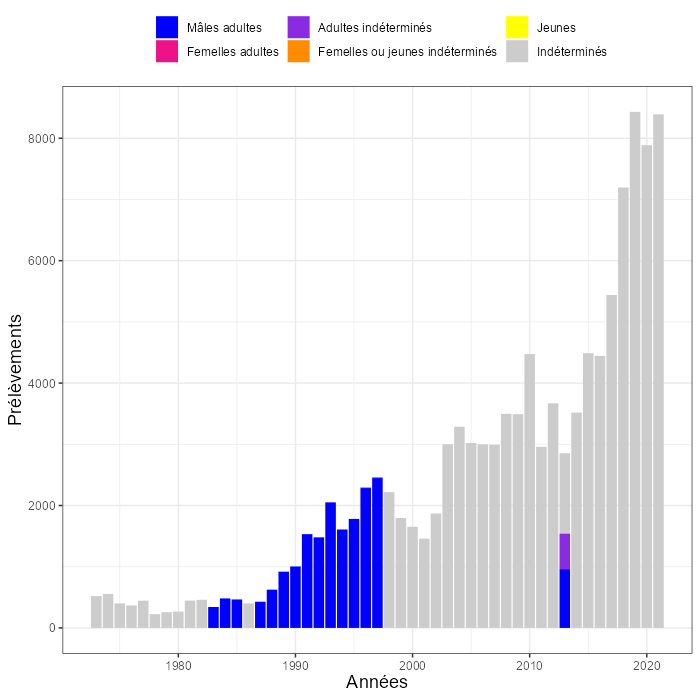 Mâles adultes
Adultes indéterminés
Jeunes
Femelles adultes
Femelles ou jeunes indéterminés
Indéterminés
8000
6000
4000
2000
0
Prélèvements
1980
1990
2000
2010
2020
Années